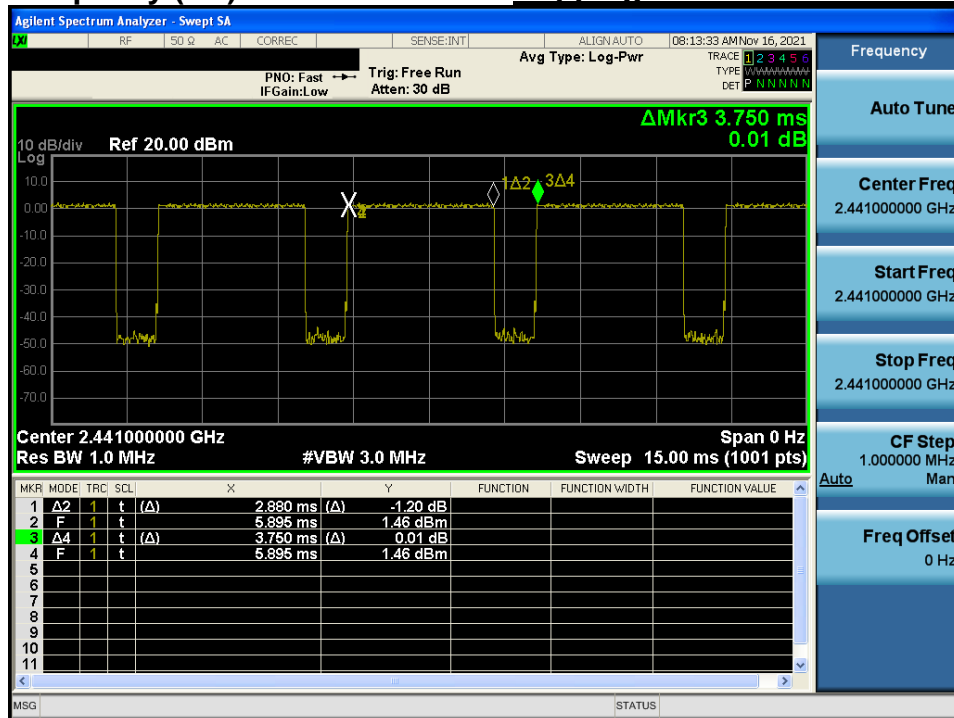 Agilent Spectrum Analyzer - Swept SA
LXI RF 50 Ω AC CORREC SENSE:INT ALIGN AUTO 08:13:33 AM Nov 16, 2021
Avg Type: Log-Pwr TRACE 1 2 3 4 5 6
PNO: Fast Trig: Free Run TYPE WWWWWW
IFGain:Low Atten: 30 dB DET P N N N N N
Frequency
Auto Tune
ΔMkr3 3.750 ms
0.01 dB
10 dB/div Ref 20.00 dBm
Log
10.0
0.00
-10.0
-20.0
-30.0
-40.0
-50.0
-60.0
-70.0
1Δ2 3Δ4
Center 2.441000000 GHz Span 0 Hz
Res BW 1.0 MHz #VBW 3.0 MHz Sweep 15.00 ms (1001 pts)
Center Freq
2.441000000 GHz
Start Freq
2.441000000 GHz
Stop Freq
2.441000000 GHz
CF Step
1.000000 MHz
Auto Man
Freq Offset
0 Hz
MKR MODE TRC SCL X Y FUNCTION FUNCTION WIDTH FUNCTION VALUE
1 Δ2 1 t (Δ) 2.880 ms (Δ) -1.20 dB
2 F 1 t 5.895 ms 1.46 dBm
3 Δ4 1 t (Δ) 3.750 ms (Δ) 0.01 dB
4 F 1 t 5.895 ms 1.46 dBm
5
6
7
8
9
10
11
MSG STATUS